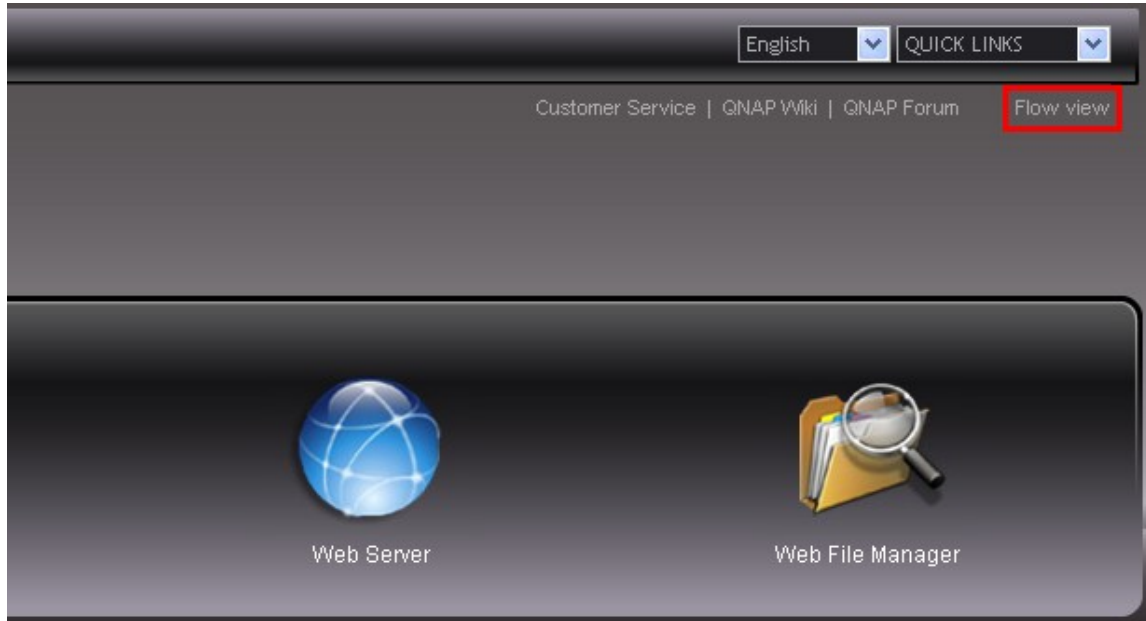 English QUICK LINKS
Customer Service | QNAP Wiki | QNAP Forum Flow view
Web Server Web File Manager